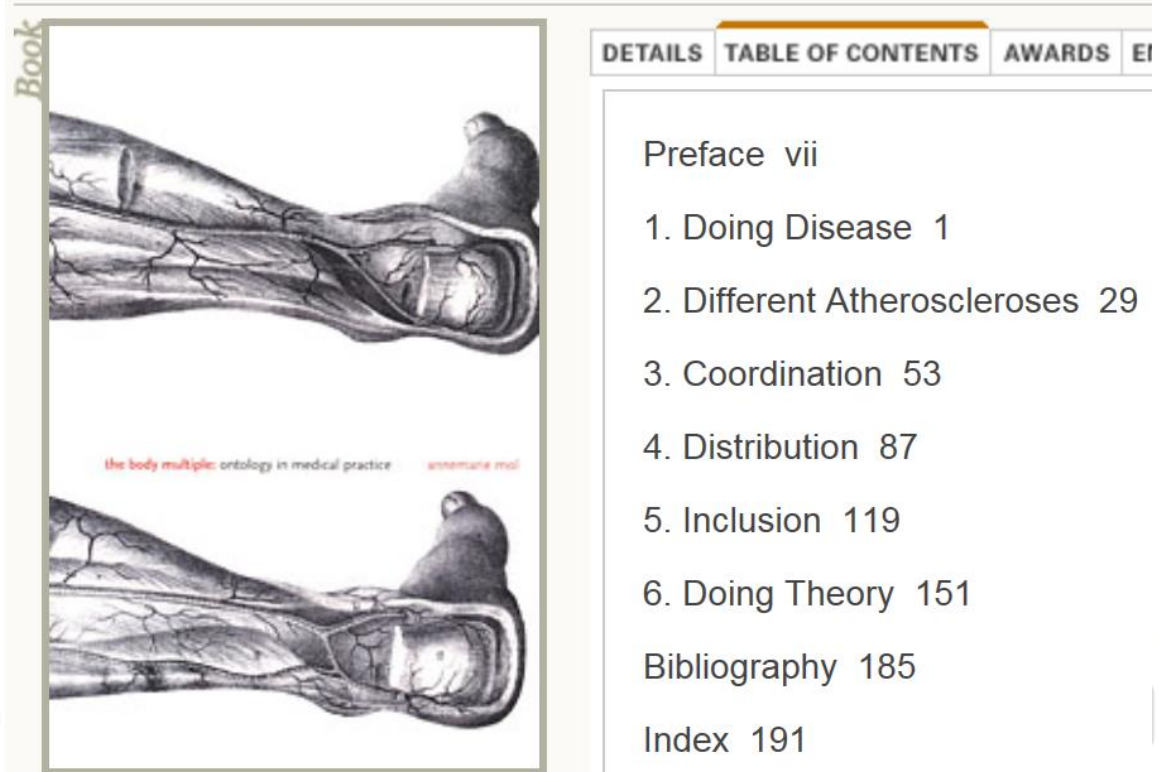 Book
the body multiple: ontology in medical practice annemarie mol
DETAILS TABLE OF CONTENTS AWARDS
Preface vii
1. Doing Disease 1
2. Different Atheroscleroses 29
3. Coordination 53
4. Distribution 87
5. Inclusion 119
6. Doing Theory 151
Bibliography 185
Index 191